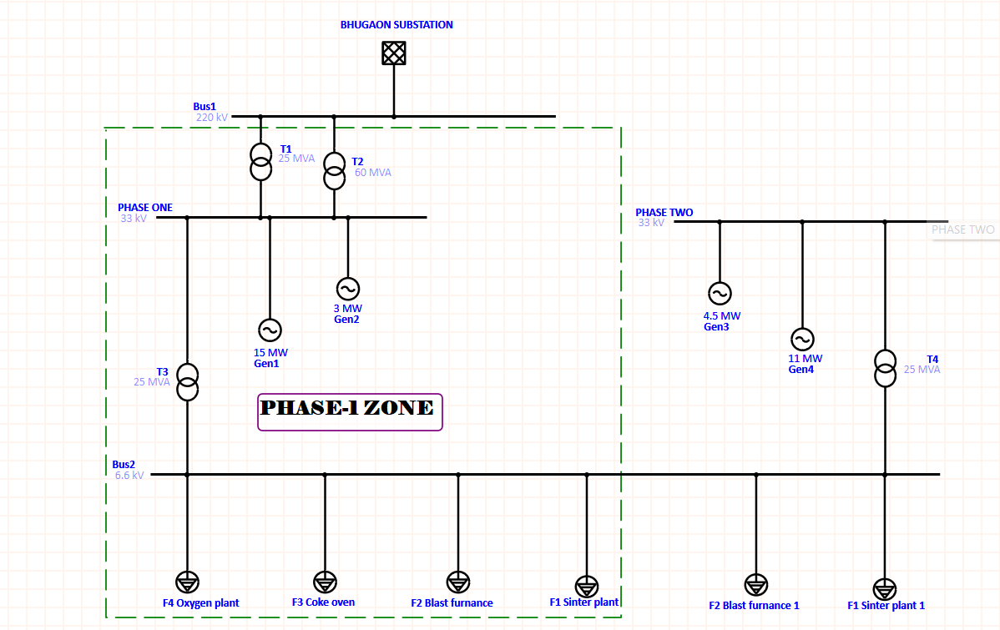 BHUGAON SUBSTATION
Bus1
220 kV
T1
25 MVA
T2
60 MVA
PHASE ONE
33 kV
PHASE TWO
33 kV
PHASE TWO
3 MW
Gen2
4.5 MW
Gen3
15 MW
Gen1
11 MW
Gen4
T3
25 MVA
T4
25 MVA
PHASE-1 ZONE
Bus2
6.6 kV
F4 Oxygen plant
F3 Coke oven
F2 Blast furnance
F1 Sinter plant
F2 Blast furnance 1
F1 Sinter plant 1